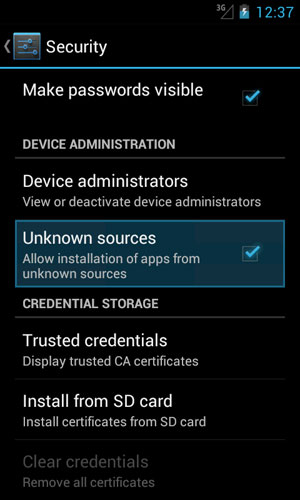 3G 12:37
Security
Make passwords visible
DEVICE ADMINISTRATION
Device administrators
View or deactivate device administrators
Unknown sources
Allow installation of apps from
unknown sources
CREDENTIAL STORAGE
Trusted credentials
Display trusted CA certificates
Install from SD card
Install certificates from SD card
Clear credentials
Remove all certificates